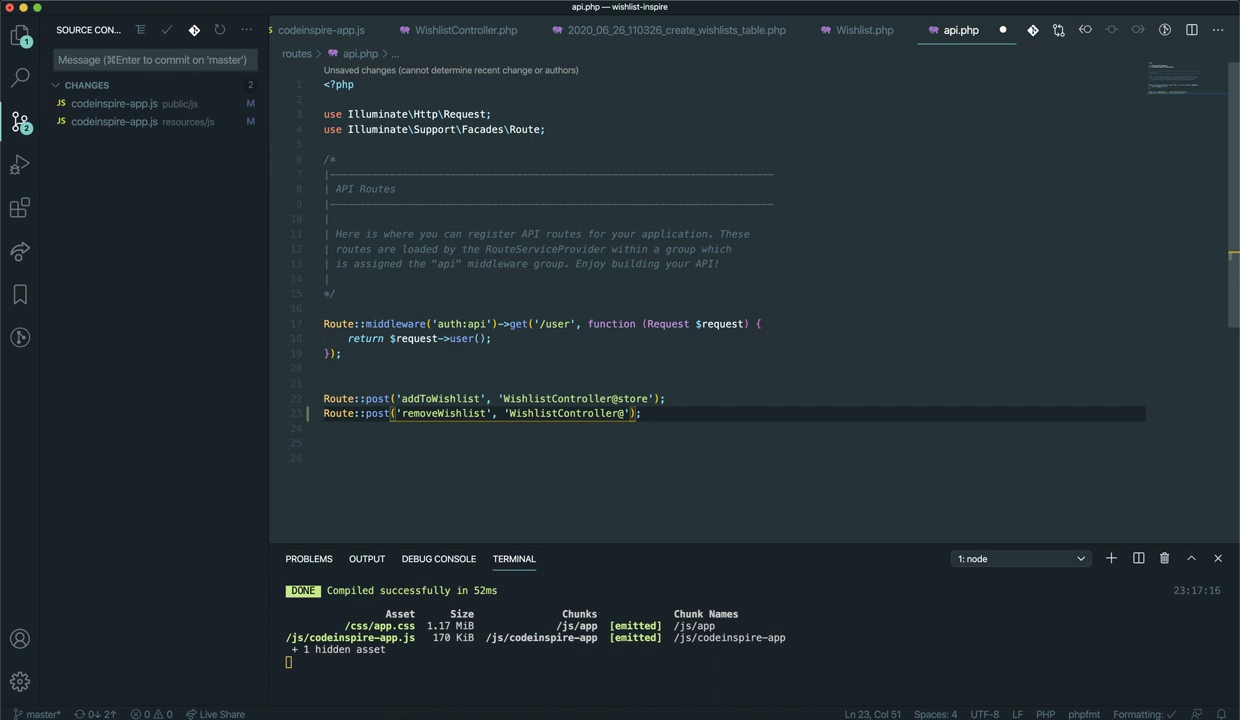 api.php — wishlist-inspire
SOURCE CON...
codeinspire-app.js
WishlistController.php
2020_06_26_110326_create_wishlists_table.php
Wishlist.php
api.php
routes > api.php > ...
Message (⌘Enter to commit on 'master')
CHANGES 2
JS codeinspire-app.js public/js M
JS codeinspire-app.js resources/js M
1
2
Unsaved changes (cannot determine recent change or authors)
1 <?php
2
3 use Illuminate\Http\Request;
4 use Illuminate\Support\Facades\Route;
5
6 /*
7 |--------------------------------------------------------------------------
8 | API Routes
9 |--------------------------------------------------------------------------
10 |
11 | Here is where you can register API routes for your application. These
12 | routes are loaded by the RouteServiceProvider within a group which
13 | is assigned the "api" middleware group. Enjoy building your API!
14 |
15 */
16
17 Route::middleware('auth:api')->get('/user', function (Request $request) {
18 return $request->user();
19 });
20
21
22 Route::post('addToWishlist', 'WishlistController@store');
23 Route::post('removeWishlist', 'WishlistController@');
24
25
26
PROBLEMS OUTPUT DEBUG CONSOLE TERMINAL 1: node
DONE Compiled successfully in 52ms 23:17:16
Asset Size Chunks Chunk Names
/css/app.css 1.17 MiB /js/app [emitted] /js/app
/js/codeinspire-app.js 170 KiB /js/codeinspire-app [emitted] /js/codeinspire-app
+ 1 hidden asset
master* 0↓ 2↑ 0 0 Live Share Ln 23, Col 51 Spaces: 4 UTF-8 LF PHP phpfmt Formatting: ✓